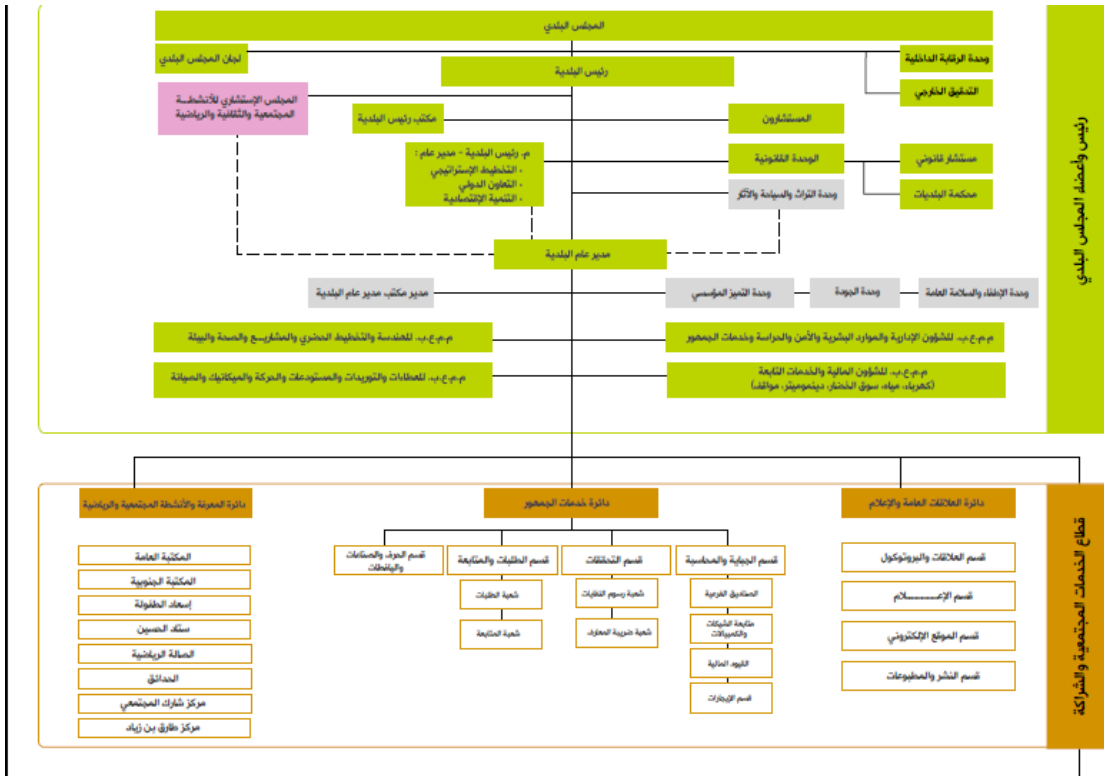 رئيس وأعضاء المجلس البلدي
المجلس البلدي
وحدة الرقابة الداخلية
لجان المجلس البلدي
رئيس البلدية
التدقيق الخارجي
المجلس الإستشاري للأنشطـــة
المجتمعية والثقافية والرياضية
المستشارون
مكتب رئيس البلدية
مستشار قانوني
الوحدة القانونية
م. رئيس البلدية - مدير عام :
- التخطيط الإستراتيجي
- التعاون الدولي
- التنمية الإقتصادية
محكمة البلديات
وحدة التراث والسياحة والآثار
مدير عام البلدية
وحدة الإطفاء والسلامة العامة
وحدة الجودة
وحدة التميز المؤسسي
مدير مكتب مدير عام البلدية
م.م.ع.ب. للشؤون الإدارية والموارد البشرية والأمن والحراسة وخدمات الجمهور
م.م.ع.ب. للهندسة والتخطيط الحضري والمشاريـــع والصحة والبيئة
م.م.ع.ب. للشؤون المالية والخدمات التابعة
(كهرباء، مياه، سوق الخضار، دينموميتر، مواقف)
م.م.ع.ب. للعطاءات والتوريدات والمستودعات والحركة والميكانيك والصيانة
قطاع الخدمات المجتمعية والشراكة
دائرة العلاقات العامة والإعلام
قسم العلاقات والبروتوكول
قسم الإعـــــــــلام
قسم الموقع الإلكتروني
قسم النشر والمطبوعات
دائرة خدمات الجمهور
قسم الجباية والمحاسبة
الصناديق الفرعية
متابعة الشيكات
والكمبيالات
القيود المالية
قسم الإيجارات
قسم التحققات
شعبة رسوم النفايات
شعبة ضريبة المعارف
قسم الطلبات والمتابعة
شعبة الطلبات
شعبة المتابعة
قسم الحرف والصناعات
واليافطات
دائرة المعرفة والأنشطة المجتمعية والرياضية
المكتبة العامة
المكتبة الجنوبية
إسعاد الطفولة
ستاد الحسين
الصالة الرياضية
الحدائق
مركز شارك المجتمعي
مركز طارق بن زياد